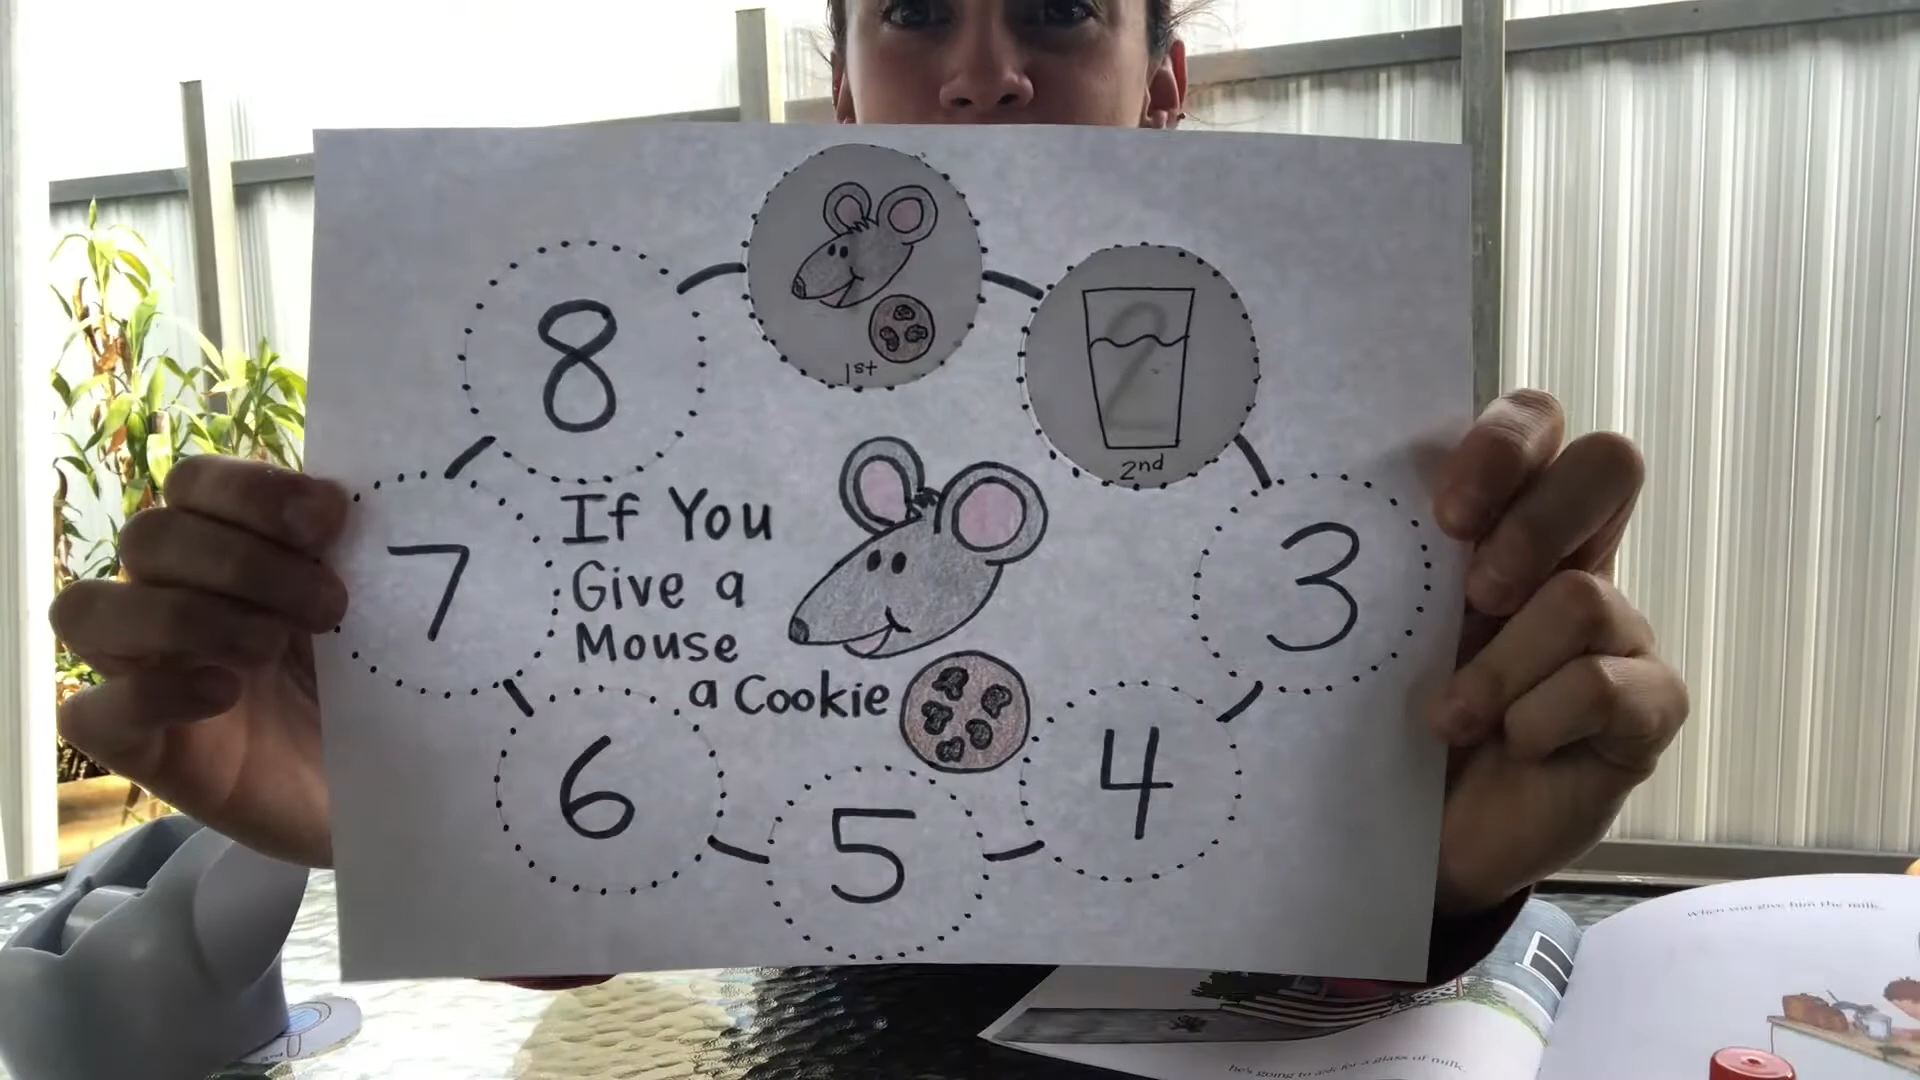 1st
2
2nd
8
If You
Give a
Mouse
a Cookie
3
7
4
6
5
When you give him the milk,
he's going to ask for a glass of milk.